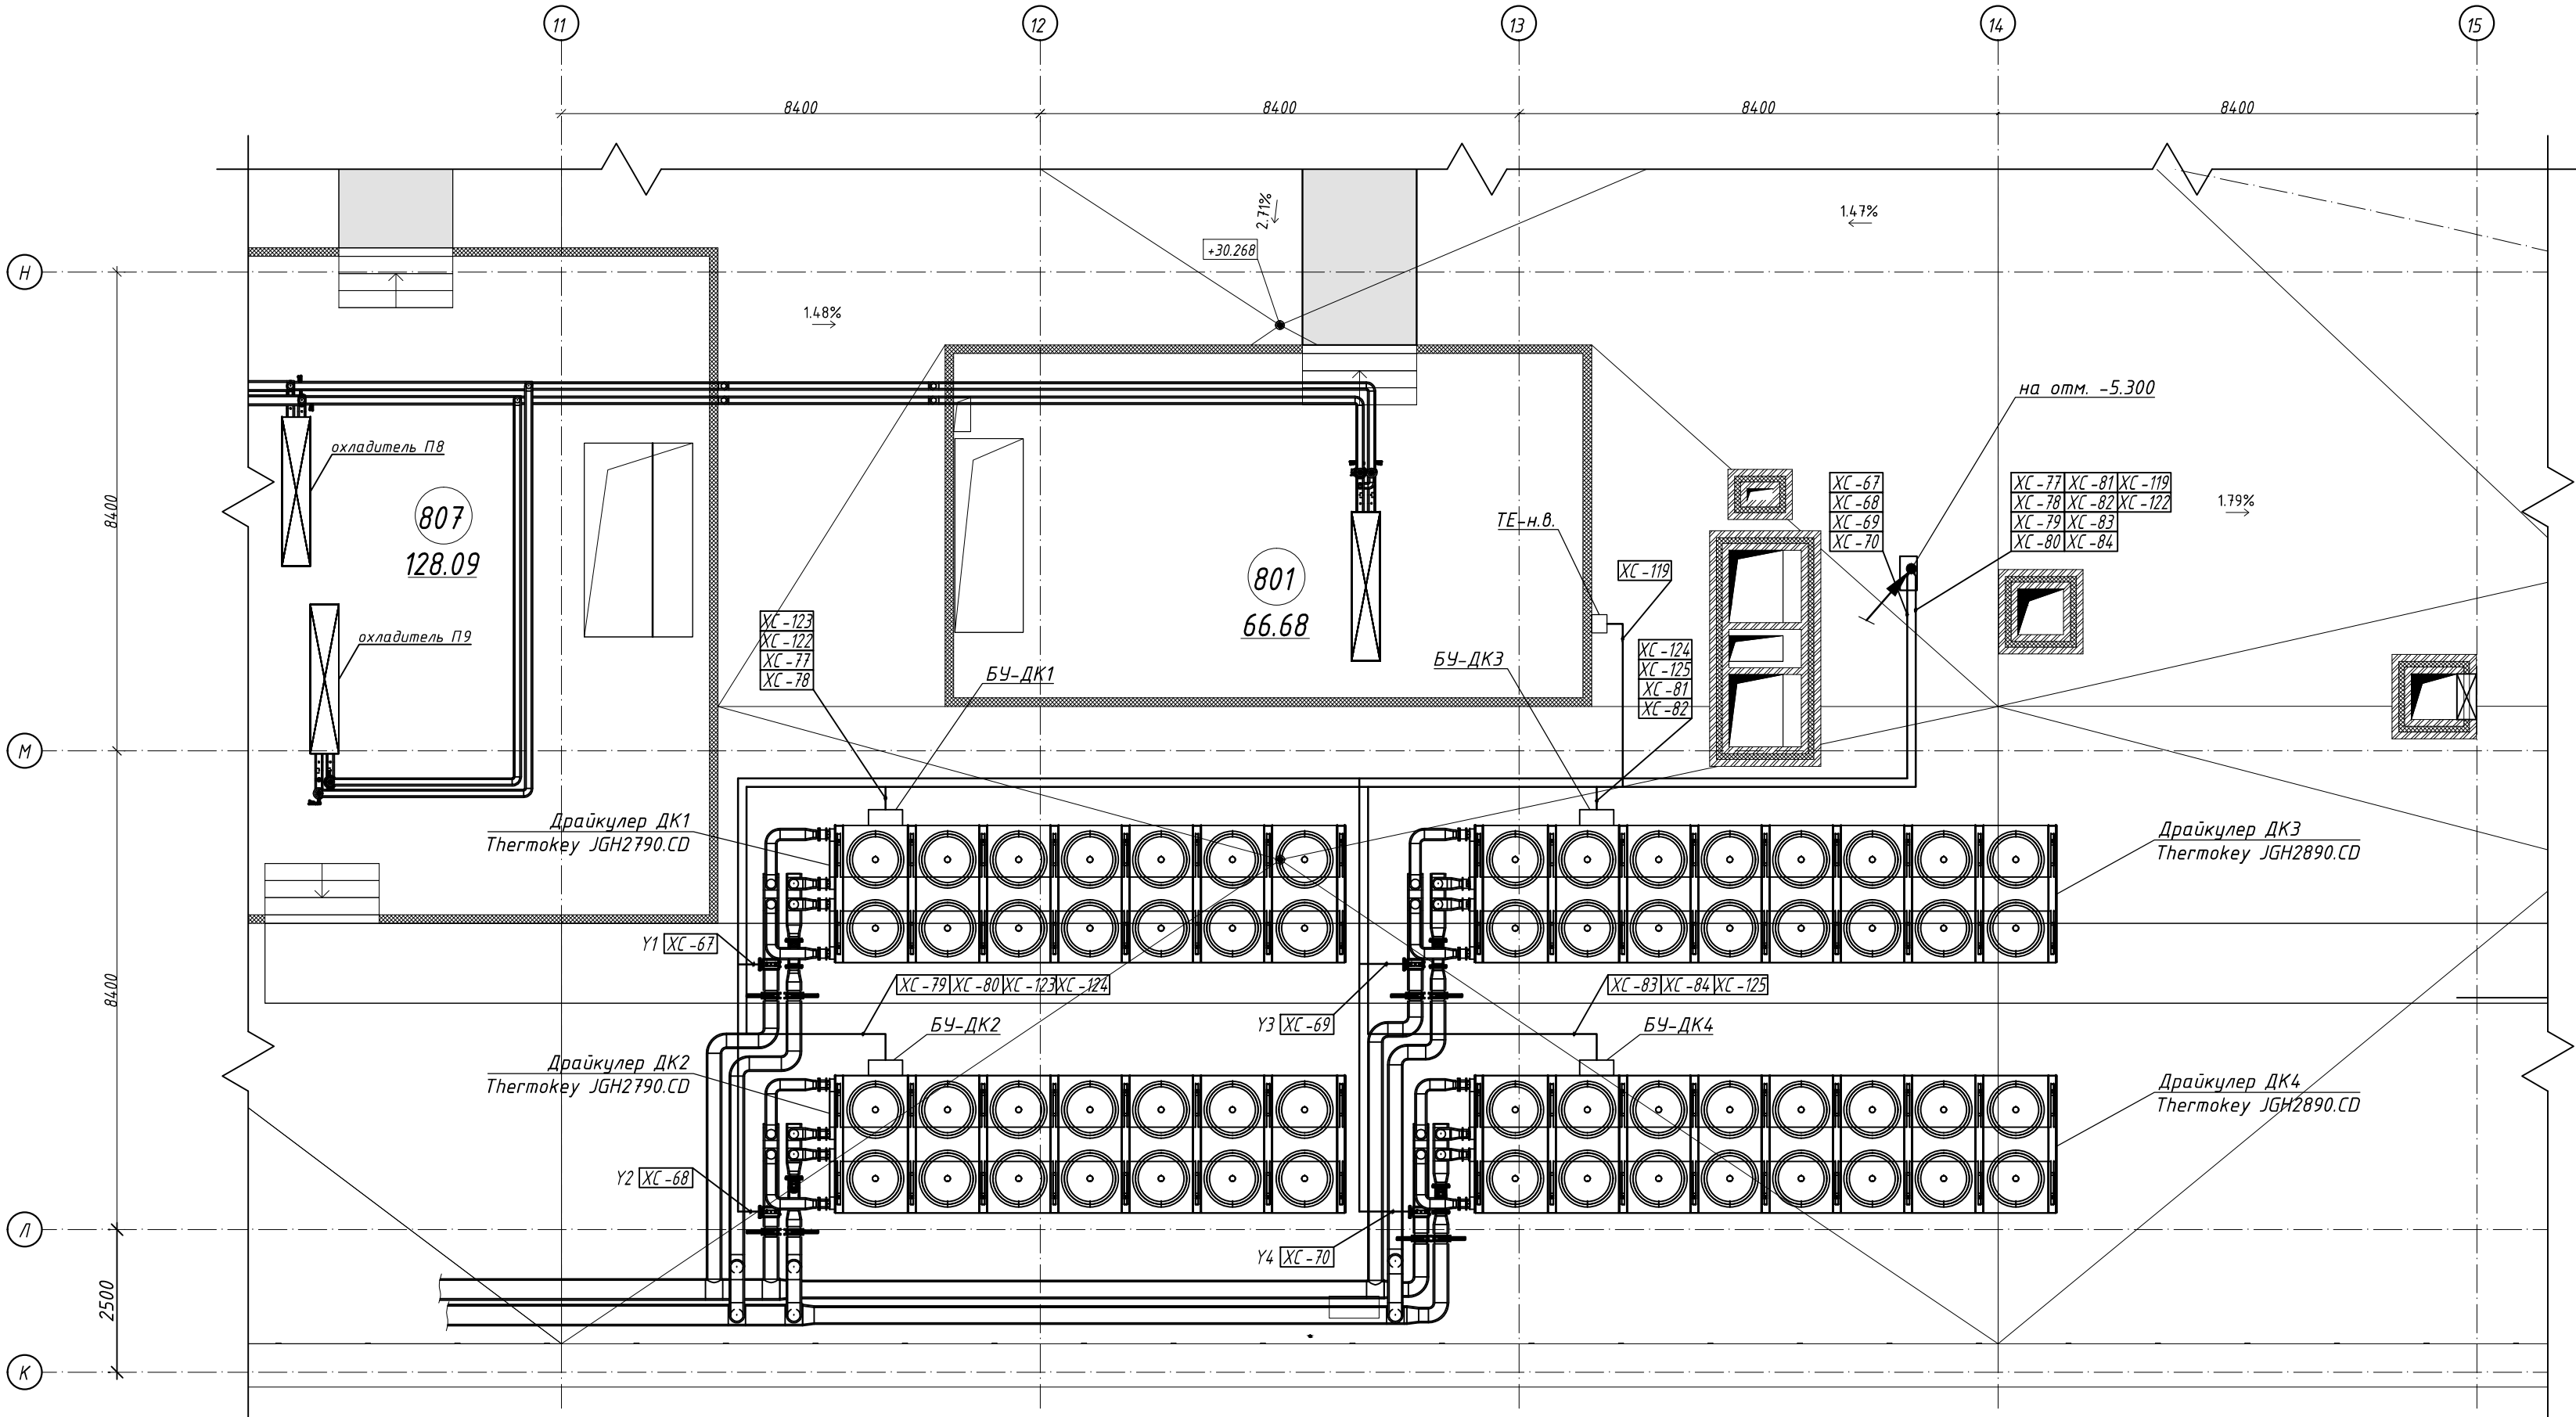 11
12
13
14
15
8400
8400
8400
8400
2.71%
1.47%
+30.268
Н
1.48%
на отм. -5.300
охладитель П8
807
128.09
8400
ХС-67
ХС-68
ХС-69
ХС-70
ХС-77 ХС-81 ХС-119
ХС-78 ХС-82 ХС-122
ХС-79 ХС-83
ХС-80 ХС-84
1.79%
ТЕ-н.в.
801
66.68
ХС-119
охладитель П9
ХС-123
ХС-122
ХС-77
ХС-78
БУ-ДК1
БУ-ДК3
ХС-124
ХС-125
ХС-81
ХС-82
М
Драйкулер ДК1
Thermokey JGH2790.CD
Драйкулер ДК3
Thermokey JGH2890.CD
Y1 ХС-67
8400
ХС-79 ХС-80 ХС-123 ХС-124
ХС-83 ХС-84 ХС-125
БУ-ДК2
Y3 ХС-69
БУ-ДК4
Драйкулер ДК2
Thermokey JGH2790.CD
Драйкулер ДК4
Thermokey JGH2890.CD
Y2 ХС-68
Л
Y4 ХС-70
2500
К